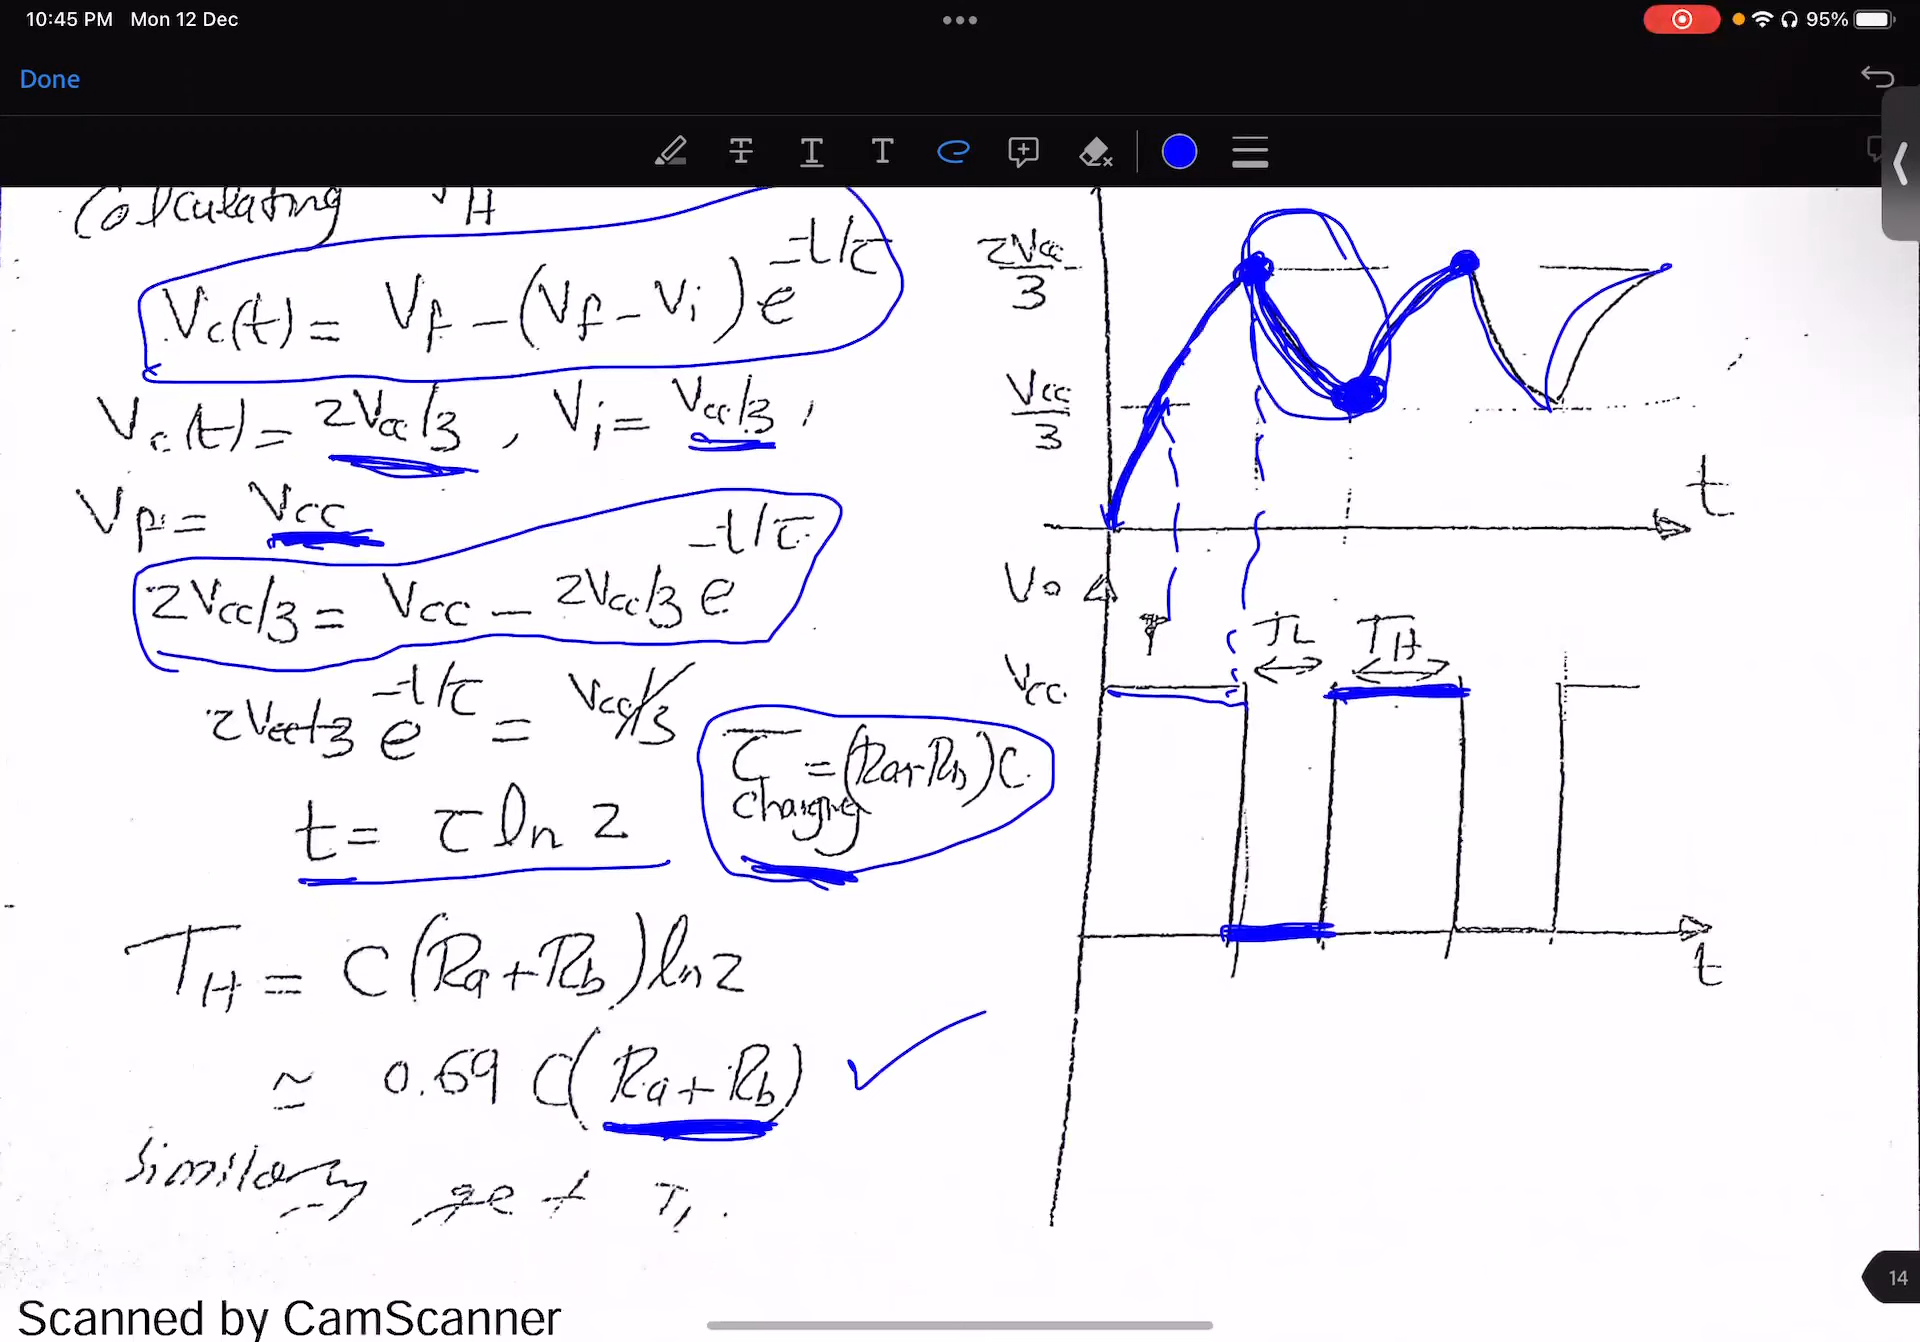 10:45 PM Mon 12 Dec
95%
Done
Calculating TH
Vc(t) = Vf - (Vf - Vi) e^-t/τ
Vc(t) = 2Vcc/3, Vi = Vcc/3,
Vf = Vcc
2Vcc/3 = Vcc - 2Vcc/3 e^-t/τ
2Vcc/3 e^-t/τ = Vcc/3
τ charging = (Ra+Rb)C
t = τ ln 2
TH = C(Ra+Rb) ln 2
≃ 0.69 C(Ra+Rb)
Similarly get TL.
2Vcc/3
Vcc/3
t
Vo
TL TH
Vcc
t
14
Scanned by CamScanner